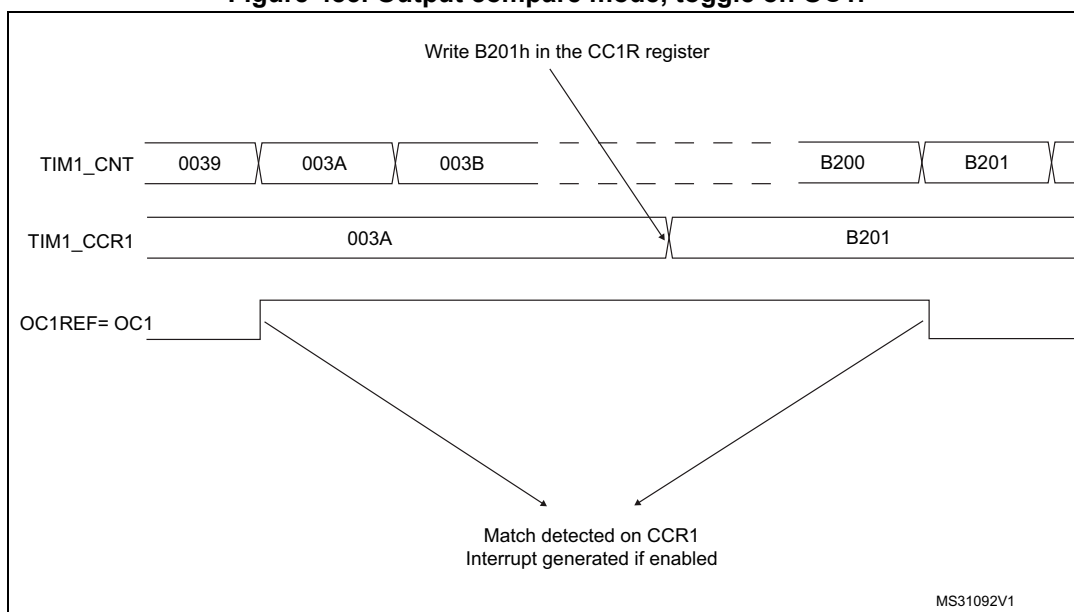 Write B201h in the CC1R register
TIM1_CNT 0039 003A 003B B200 B201
TIM1_CCR1 003A B201
OC1REF= OC1
Match detected on CCR1
Interrupt generated if enabled
MS31092V1